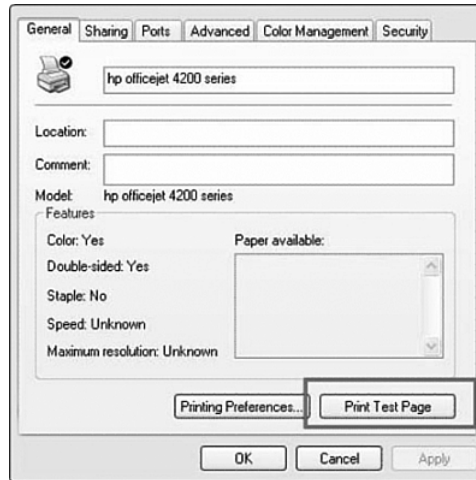 General Sharing Ports Advanced Color Management Security
hp officejet 4200 series
Location:
Comment:
Model: hp officejet 4200 series
Features
Color: Yes Paper available:
Double-sided: Yes
Staple: No
Speed: Unknown
Maximum resolution: Unknown
Printing Preferences... Print Test Page
OK Cancel Apply